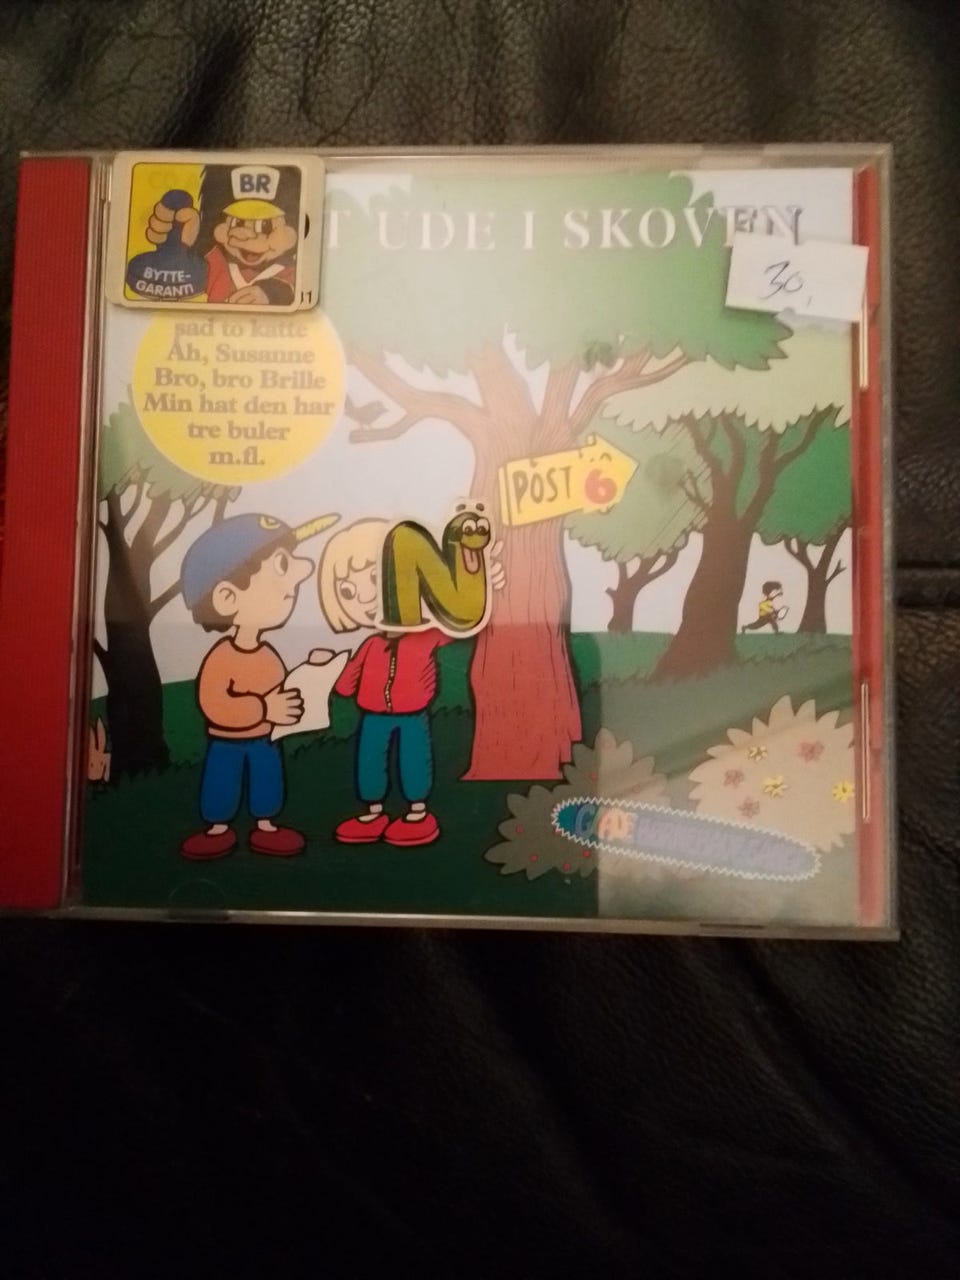 BR
BYTTE-
GARANTI
T UDE I SKOVEN
30,
sad to katte
Åh, Susanne
Bro, bro Brille
Min hat den har
tre buler
m.fl.
POST 6
N